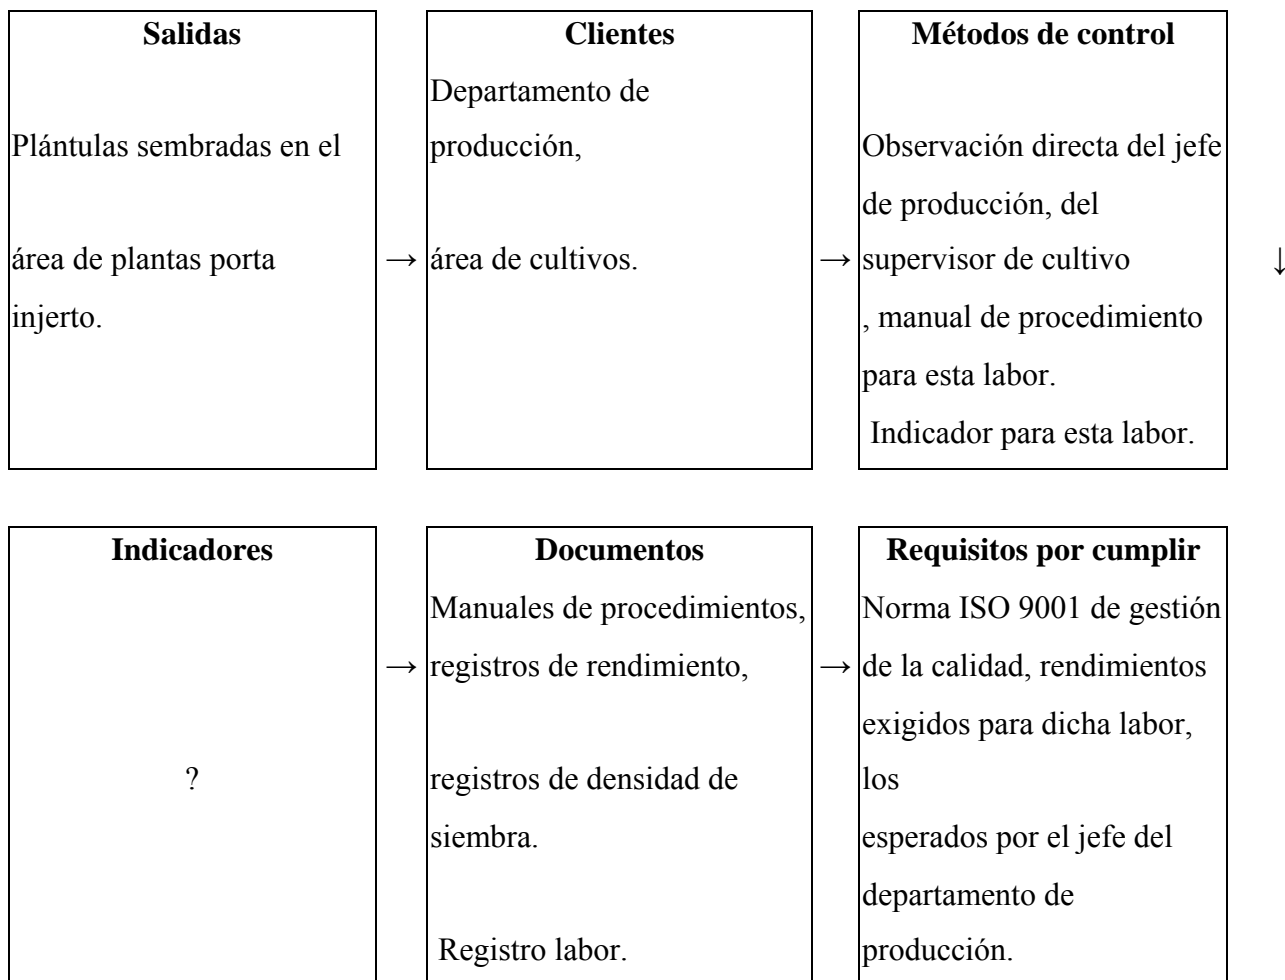 Salidas
Plántulas sembradas en el
área de plantas porta
injerto.
→
Clientes
Departamento de
producción,
área de cultivos.
→
Métodos de control
Observación directa del jefe
de producción, del
supervisor de cultivo
, manual de procedimiento
para esta labor.
Indicador para esta labor.
↓
Indicadores
?
→
Documentos
Manuales de procedimientos,
registros de rendimiento,
registros de densidad de
siembra.
Registro labor.
→
Requisitos por cumplir
Norma ISO 9001 de gestión
de la calidad, rendimientos
exigidos para dicha labor,
los
esperados por el jefe del
departamento de
producción.